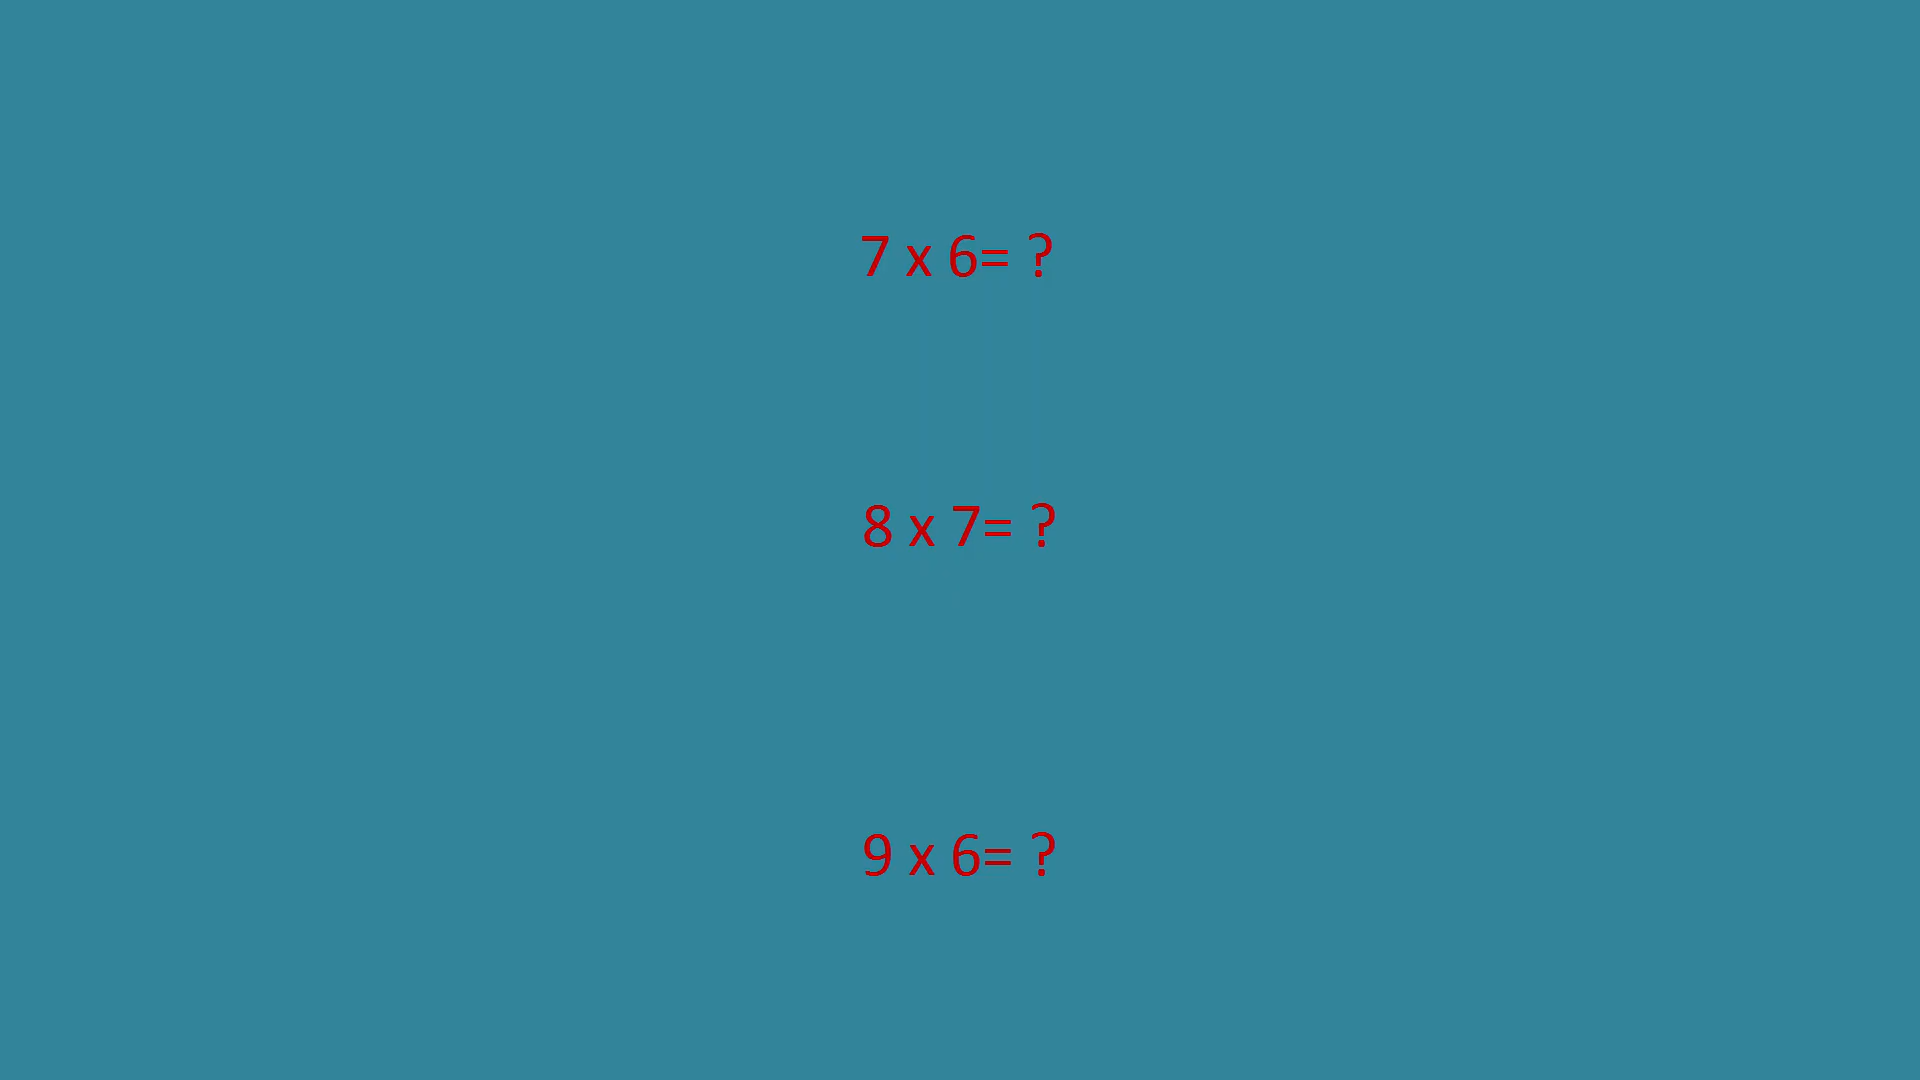 7 x 6= ?
8 x 7= ?
9 x 6= ?